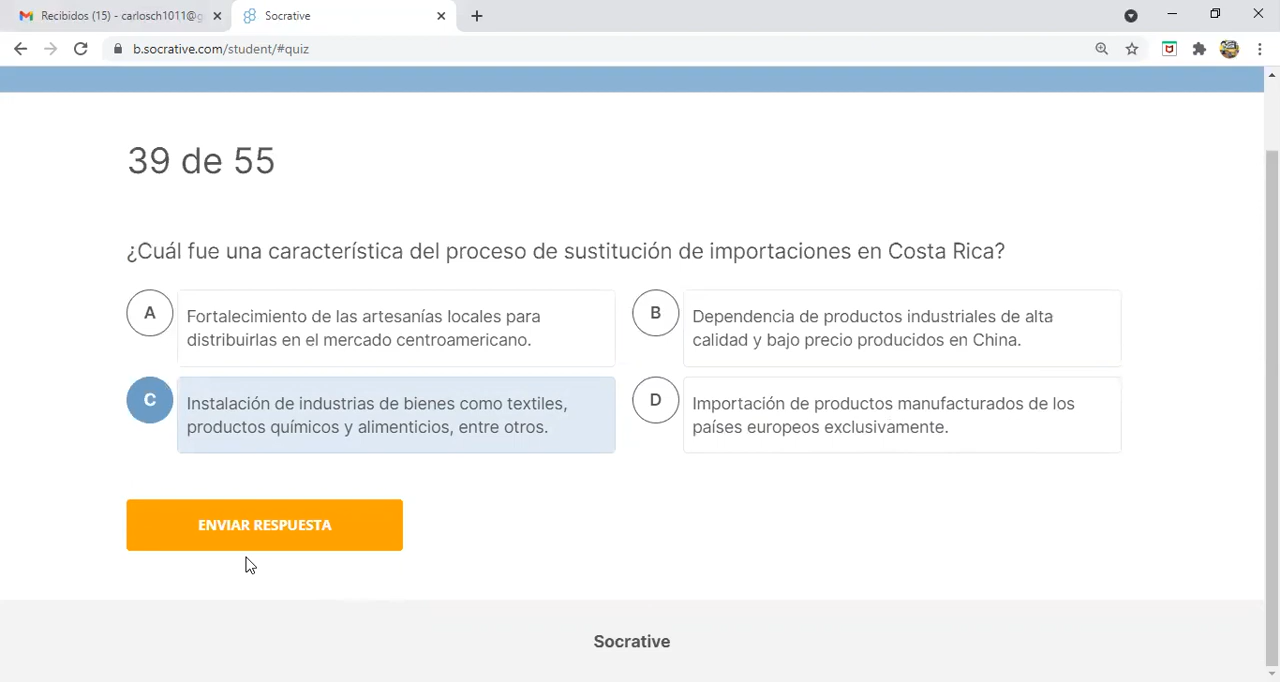 Recibidos (15) - carlosch1011@g
Socrative
b.socrative.com/student/#quiz
39 de 55
¿Cuál fue una característica del proceso de sustitución de importaciones en Costa Rica?
A
Fortalecimiento de las artesanías locales para
distribuirlas en el mercado centroamericano.
B
Dependencia de productos industriales de alta
calidad y bajo precio producidos en China.
C
Instalación de industrias de bienes como textiles,
productos químicos y alimenticios, entre otros.
D
Importación de productos manufacturados de los
países europeos exclusivamente.
ENVIAR RESPUESTA
Socrative